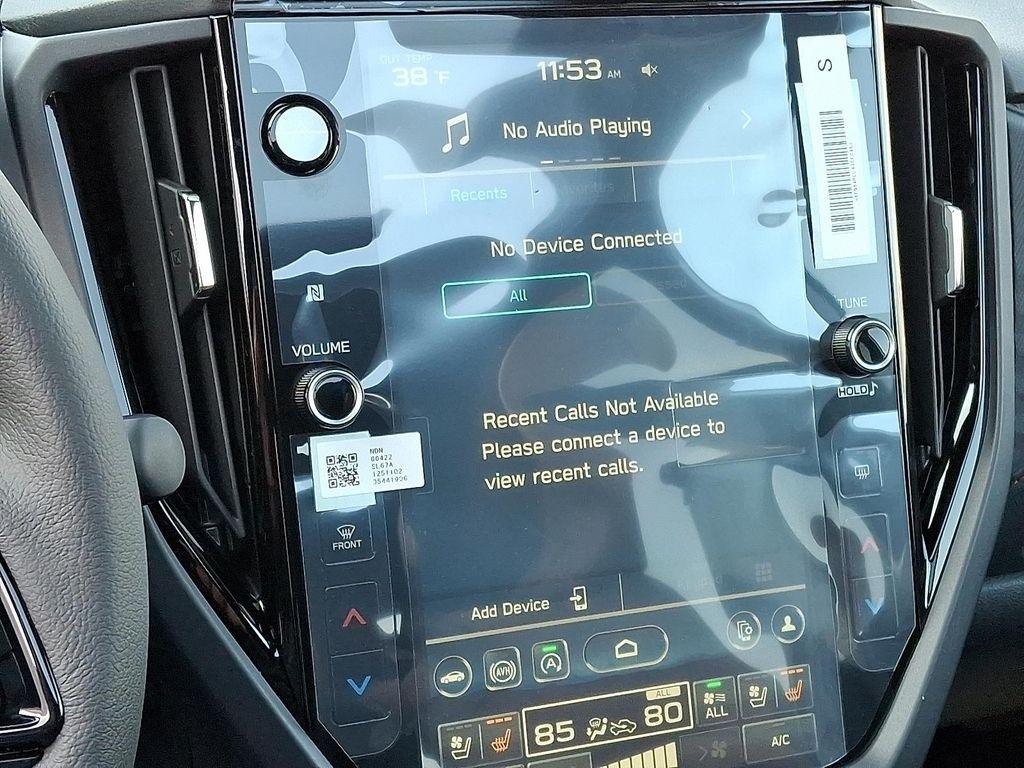 OUT TEMP
38 °F
11:53 AM
No Audio Playing
Recents
No Device Connected
All
VOLUME
TUNE
HOLD
Recent Calls Not Available
Please connect a device to
view recent calls.
NDN
86422
SL67A
1251102
FRONT
Add Device
AVH
A
ALL
85
80
ALL
A/C
S